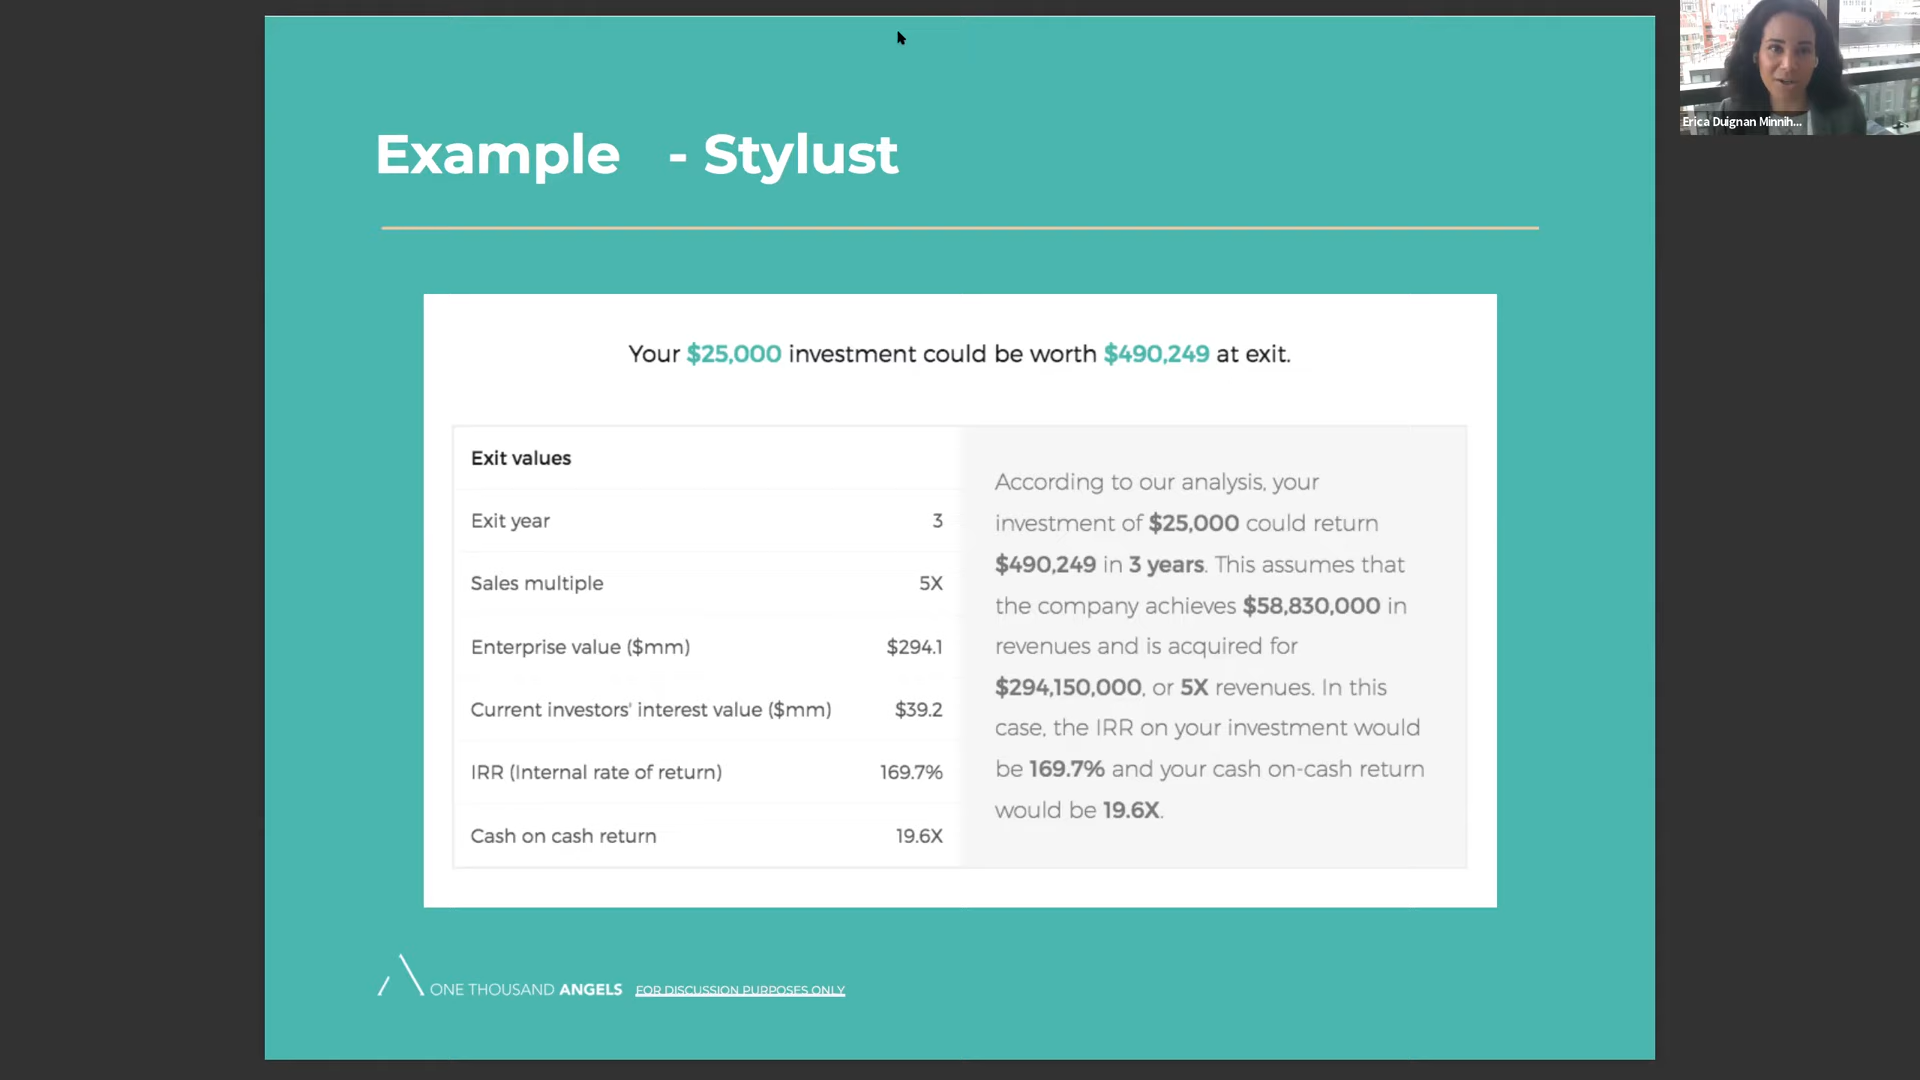 Erica Duignan Minnih...
Example - Stylust
Your $25,000 investment could be worth $490,249 at exit.
Exit values
Exit year 3
Sales multiple 5X
Enterprise value ($mm) $294.1
Current investors' interest value ($mm) $39.2
IRR (Internal rate of return) 169.7%
Cash on cash return 19.6X
According to our analysis, your
investment of $25,000 could return
$490,249 in 3 years. This assumes that
the company achieves $58,830,000 in
revenues and is acquired for
$294,150,000, or 5X revenues. In this
case, the IRR on your investment would
be 169.7% and your cash on-cash return
would be 19.6X.
ONE THOUSAND ANGELS FOR DISCUSSION PURPOSES ONLY